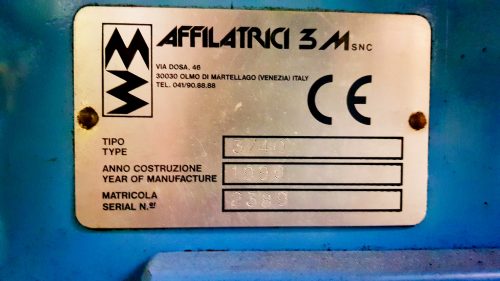 AFFILATRICI 3M SNC
VIA DOSA, 46
30030 OLMO DI MARTELLAGO (VENEZIA) ITALY
TEL. 041/90.88.88
CE
TIPO
TYPE
ANNO COSTRUZIONE
YEAR OF MANUFACTURE
MATRICOLA
SERIAL N.er